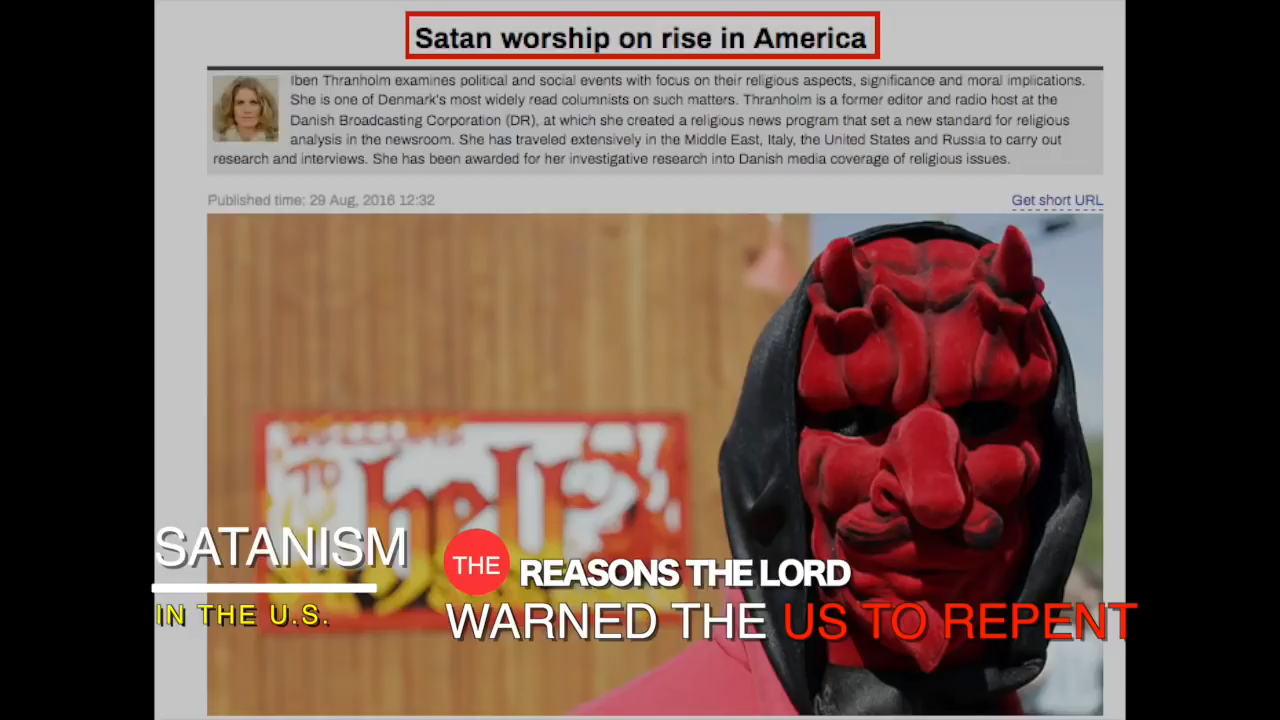 Satan worship on rise in America
Iben Thranholm examines political and social events with focus on their religious aspects, significance and moral implications.
She is one of Denmark's most widely read columnists on such matters. Thranholm is a former editor and radio host at the
Danish Broadcasting Corporation (DR), at which she created a religious news program that set a new standard for religious
analysis in the newsroom. She has traveled extensively in the Middle East, Italy, the United States and Russia to carry out
research and interviews. She has been awarded for her investigative research into Danish media coverage of religious issues.
Published time: 29 Aug, 2016 12:32
Get short URL
WELCOME
TO
hell
SATANISM
IN THE U.S.
THE REASONS THE LORD
WARNED THE US TO REPENT